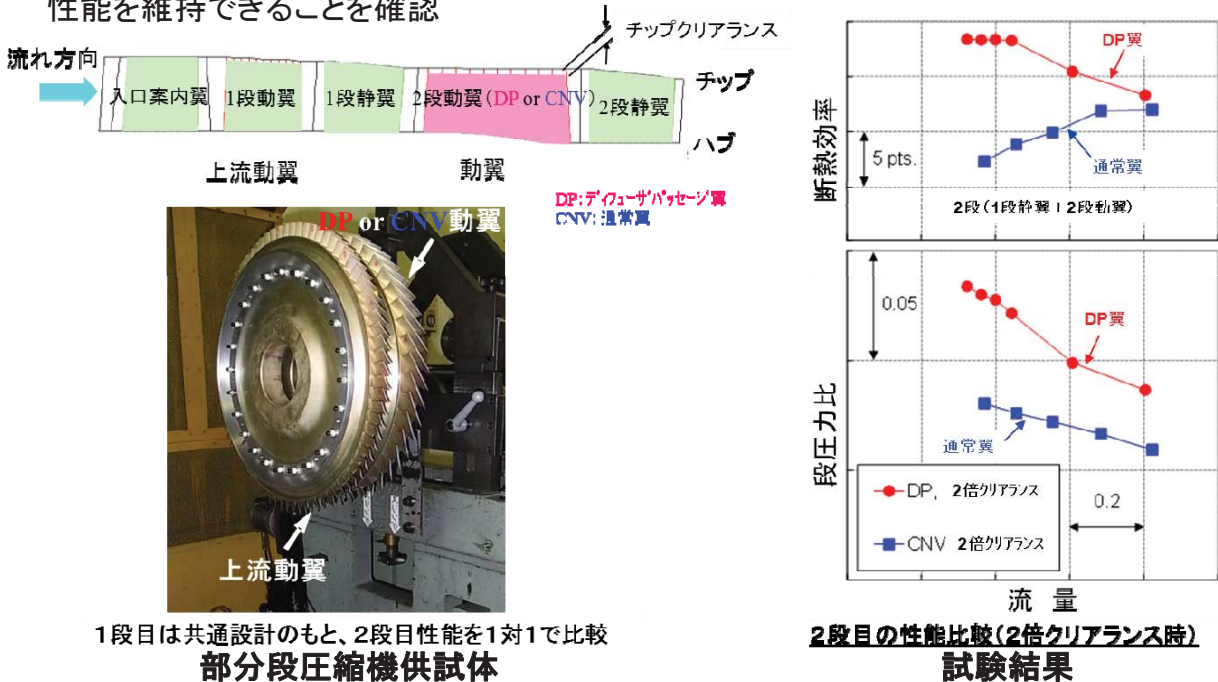 性能を維持できることを確認
チップクリアランス
流れ方向
入口案内翼
1段動翼
1段静翼
2段動翼(DP or CNV)
2段静翼
チップ
ハブ
上流動翼
動翼
DP:ディフューザパッセージ翼
CNV:通常翼
DP or CNV動翼
上流動翼
1段目は共通設計のもと、2段目性能を1対1で比較
部分段圧縮機供試体
断熱効率
DP翼
5 pts.
通常翼
2段(1段静翼+2段動翼)
段圧力比
0.05
DP翼
通常翼
DP, 2倍クリアランス
CNV 2倍クリアランス
0.2
流 量
2段目の性能比較(2倍クリアランス時)
試験結果